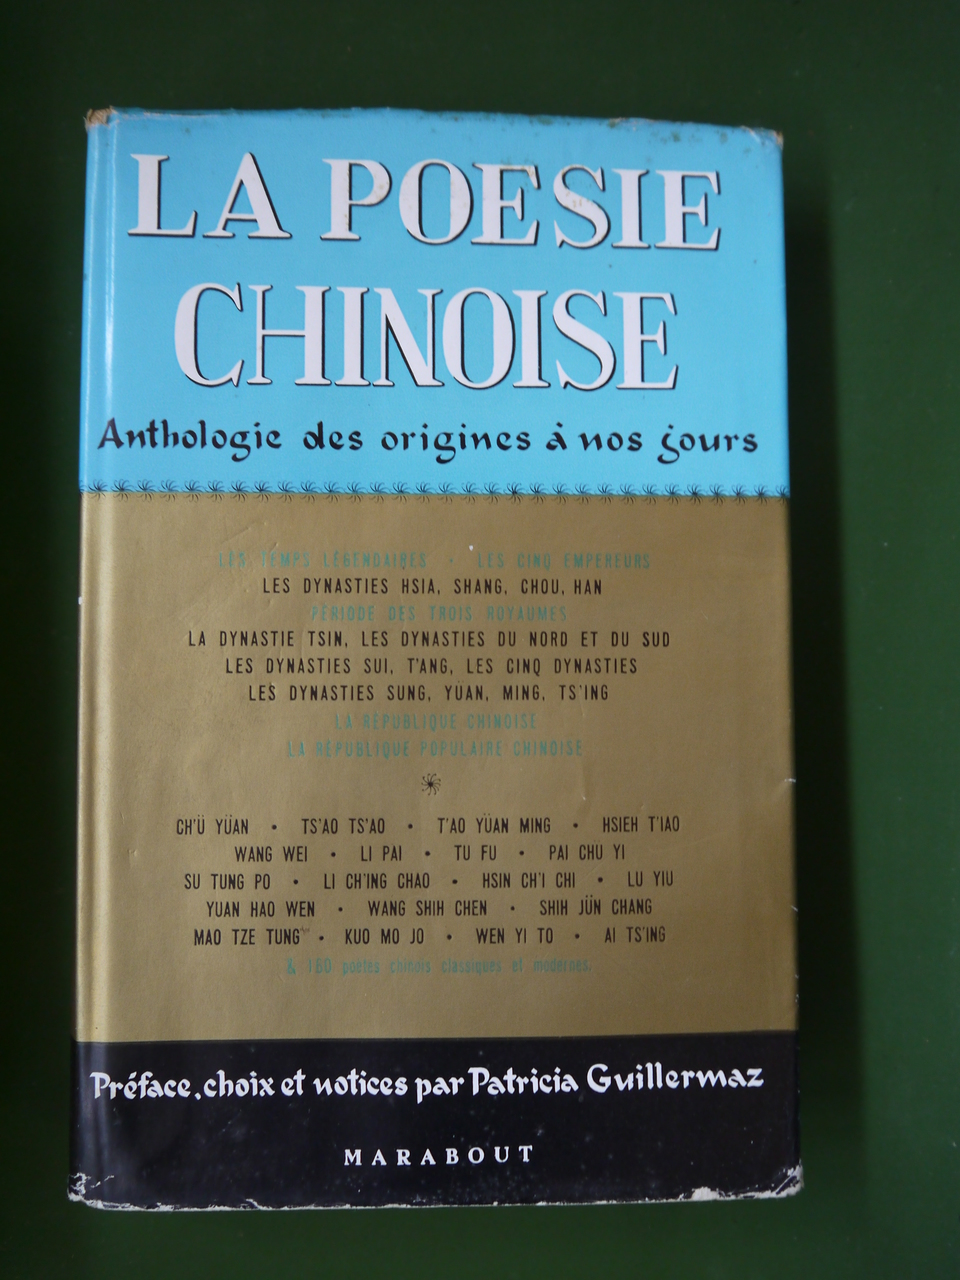 LA POESIE
CHINOISE
Anthologie des origines à nos jours
LES TEMPS LÉGENDAIRES • LES CINQ EMPEREURS
LES DYNASTIES HSIA, SHANG, CHOU, HAN
PÉRIODE DES TROIS ROYAUMES
LA DYNASTIE TSIN, LES DYNASTIES DU NORD ET DU SUD
LES DYNASTIES SUI, T'ANG, LES CINQ DYNASTIES
LES DYNASTIES SUNG, YÜAN, MING, TS'ING
LA RÉPUBLIQUE CHINOISE
LA RÉPUBLIQUE POPULAIRE CHINOISE
CH'Ü YÜAN • TS'AO TS'AO • T'AO YÜAN MING • HSIEH T'IAO
WANG WEI • LI PAI • TU FU • PAI CHU YI
SU TUNG PO • LI CH'ING CHAO • HSIN CH'I CHI • LU YIU
YUAN HAO WEN • WANG SHIH CHEN • SHIH JÜN CHANG
MAO TZE TUNG • KUO MO JO • WEN YI TO • AI TS'ING
& 160 poètes chinois classiques et modernes.
Préface, choix et notices par Patricia Guillermaz
MARABOUT